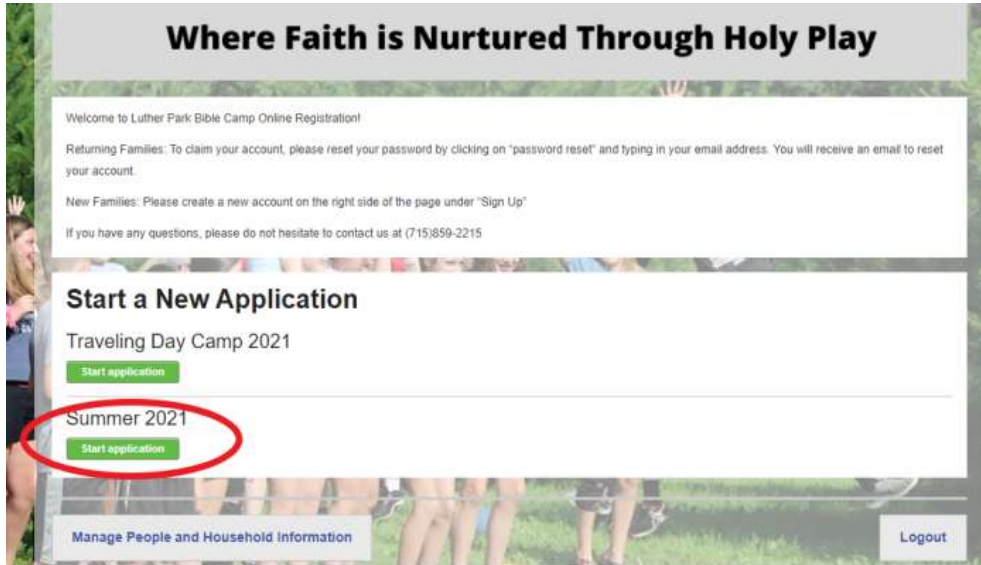 Where Faith is Nurtured Through Holy Play
Welcome to Luther Park Bible Camp Online Registration!
Returning Families: To claim your account, please reset your password by clicking on "password reset" and typing in your email address. You will receive an email to reset
your account.
New Families: Please create a new account on the right side of the page under "Sign Up"
If you have any questions, please do not hesitate to contact us at (715)859-2215
Start a New Application
Traveling Day Camp 2021
Start application
Summer 2021
Start application
Manage People and Household Information
Logout